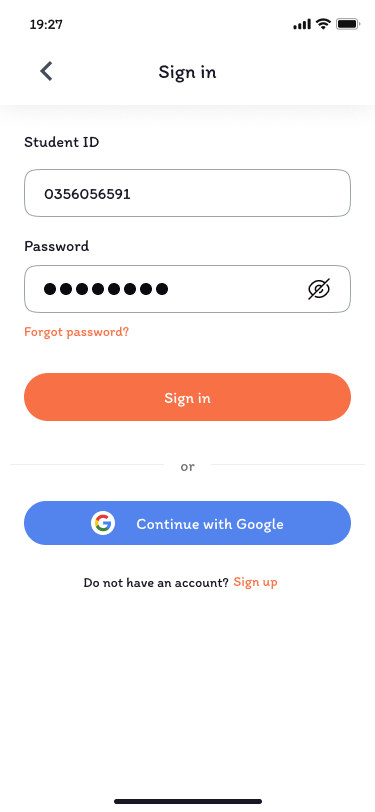 19:27
Sign in
Student ID
0356056591
Password
●●●●●●●●
Forgot password?
Sign in
or
Continue with Google
Do not have an account? Sign up